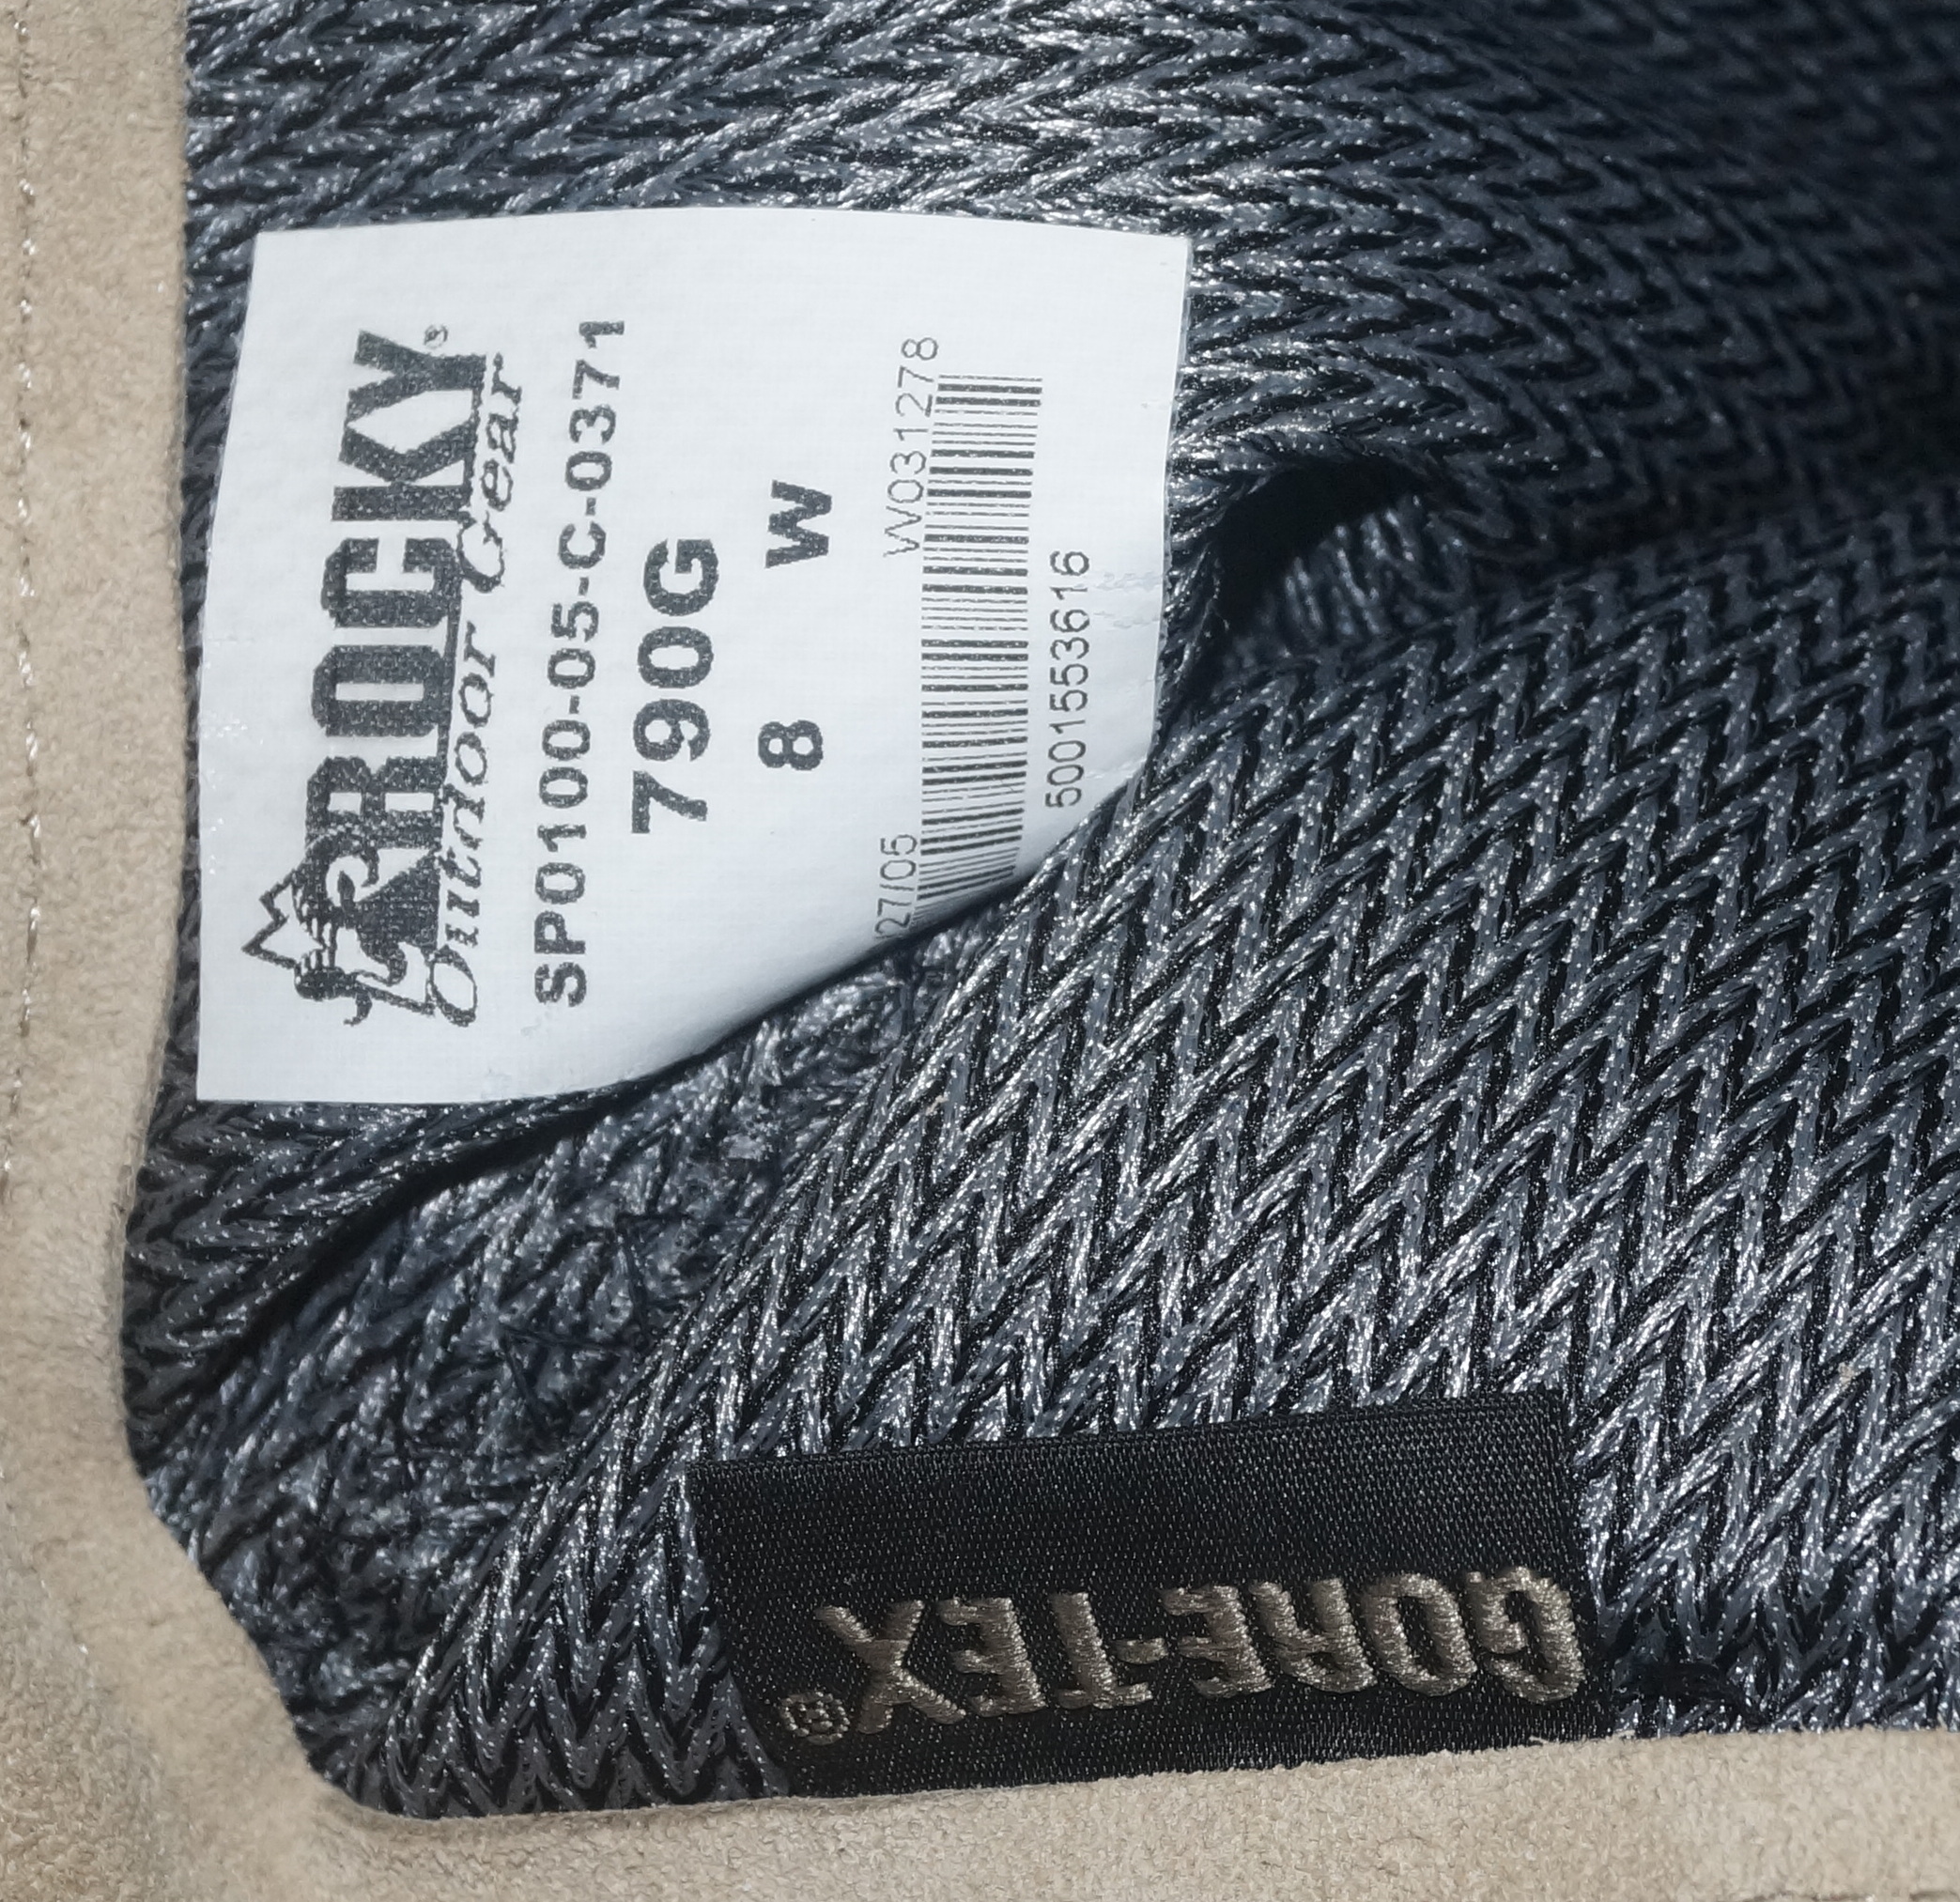 ROCKY®
Outdoor Gear
SP0100-05-C-0371
790G
8 W
/27/05 W031278
5001553616
GORE-TEX®